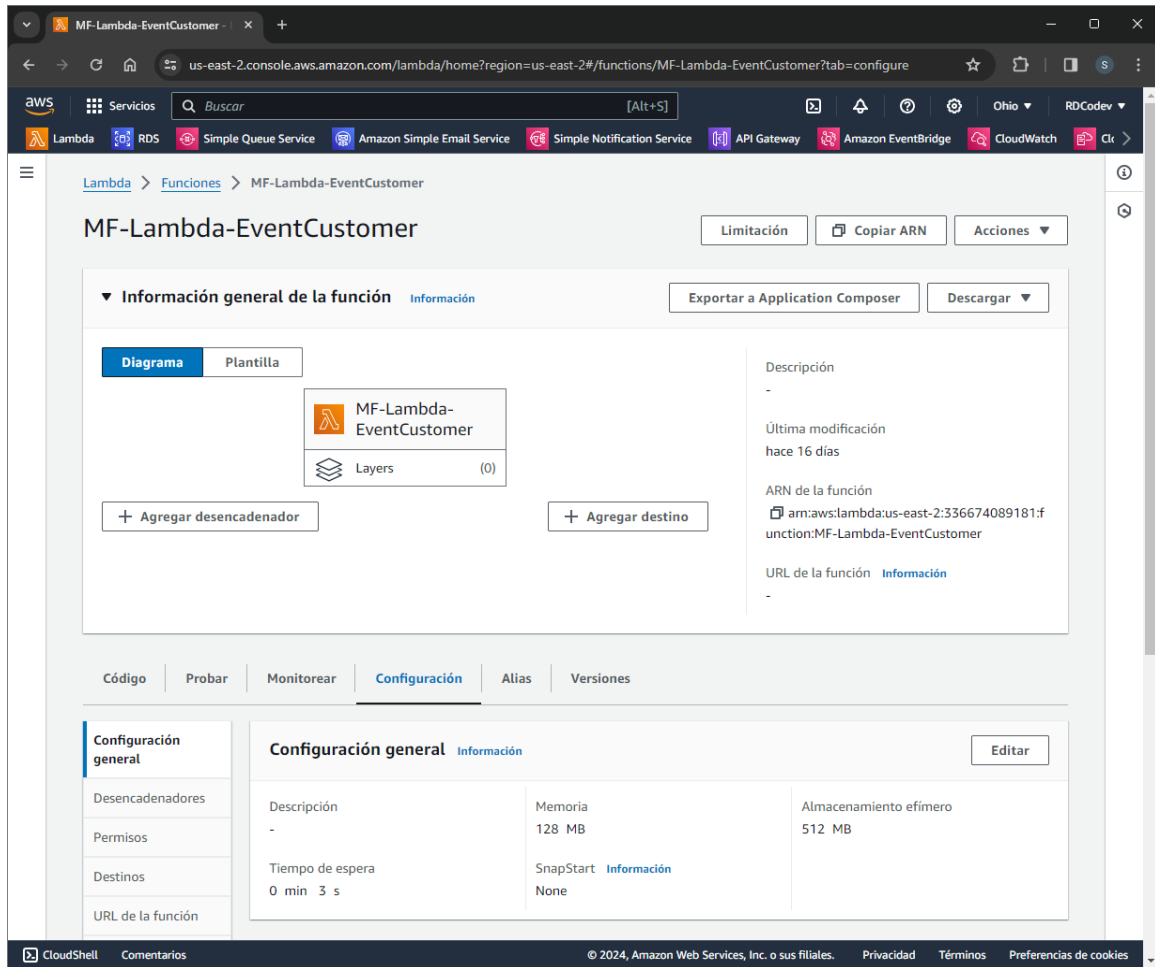 MF-Lambda-EventCustomer -
us-east-2.console.aws.amazon.com/lambda/home?region=us-east-2#/functions/MF-Lambda-EventCustomer?tab=configure
S
aws Servicios Buscar [Alt+S] Ohio RDCodev
Lambda RDS Simple Queue Service Amazon Simple Email Service Simple Notification Service API Gateway Amazon EventBridge CloudWatch
Lambda > Funciones > MF-Lambda-EventCustomer
MF-Lambda-EventCustomer
Limitación Copiar ARN Acciones
Información general de la función Información
Exportar a Application Composer Descargar
Diagrama Plantilla
MF-Lambda-
EventCustomer
Layers (0)
+ Agregar desencadenador
+ Agregar destino
Descripción
-
Última modificación
hace 16 días
ARN de la función
arn:aws:lambda:us-east-2:336674089181:f
unction:MF-Lambda-EventCustomer
URL de la función Información
-
Código Probar Monitorear Configuración Alias Versiones
Configuración
general
Desencadenadores
Permisos
Destinos
URL de la función
Configuración general Información
Editar
Descripción
-
Memoria
128 MB
Almacenamiento efímero
512 MB
Tiempo de espera
0 min 3 s
SnapStart Información
None
CloudShell Comentarios © 2024, Amazon Web Services, Inc. o sus filiales. Privacidad Términos Preferencias de cookies